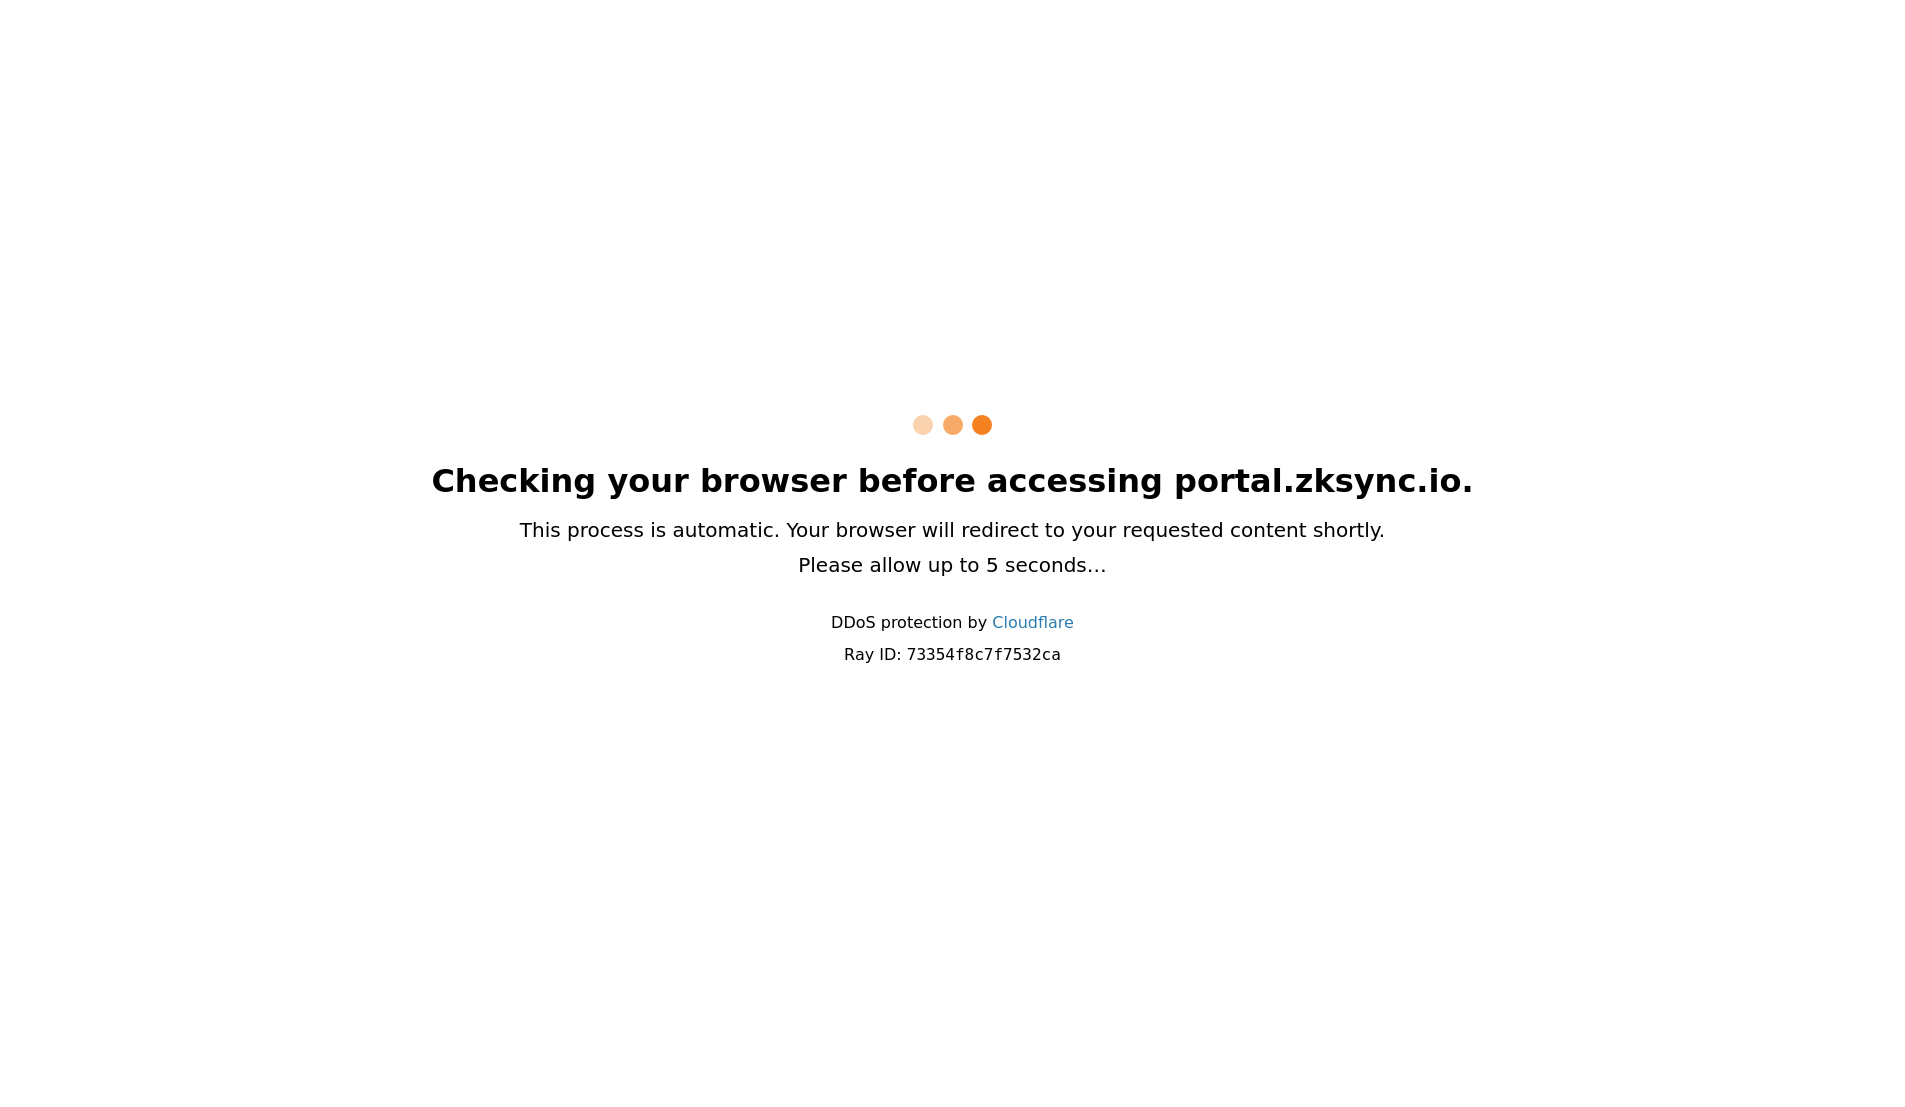 Checking your browser before accessing portal.zksync.io.
This process is automatic. Your browser will redirect to your requested content shortly.
Please allow up to 5 seconds…
DDoS protection by Cloudflare
Ray ID: 73354f8c7f7532ca